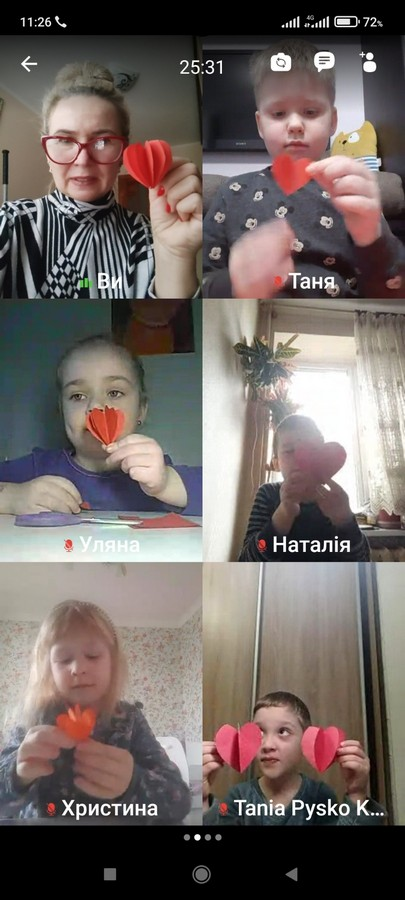 11:26
4G
72%
25:31
Ви
Таня
Уляна
Наталія
Христина
Tania Pysko K...